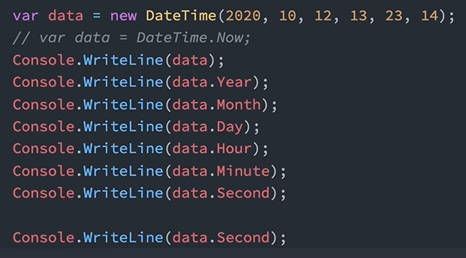 var data = new DateTime(2020, 10, 12, 13, 23, 14);
// var data = DateTime.Now;
Console.WriteLine(data);
Console.WriteLine(data.Year);
Console.WriteLine(data.Month);
Console.WriteLine(data.Day);
Console.WriteLine(data.Hour);
Console.WriteLine(data.Minute);
Console.WriteLine(data.Second);

Console.WriteLine(data.Second);